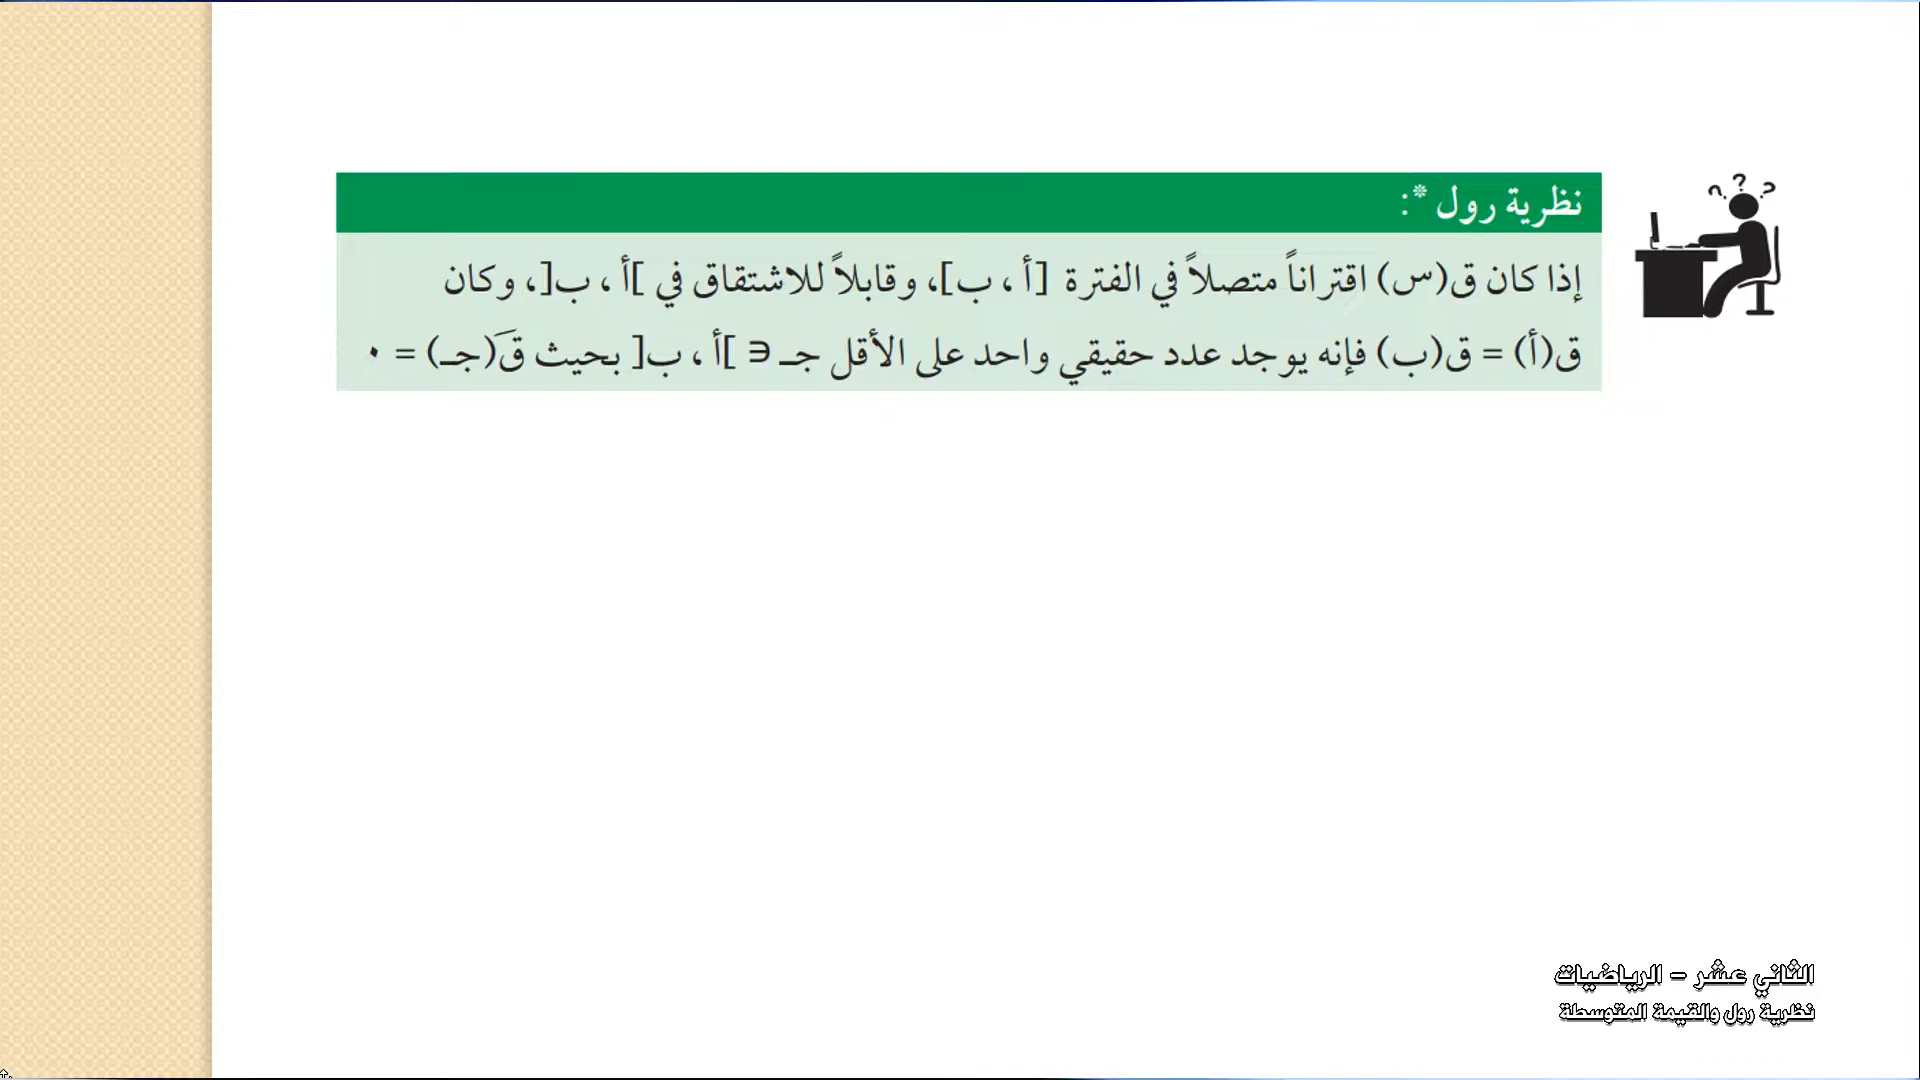 نظرية رول *:
إذا كان ق(س) اقتراناً متصلاً في الفترة [أ ، ب]، وقابلاً للاشتقاق في ]أ ، ب[، وكان
ق(أ) = ق(ب) فإنه يوجد عدد حقيقي واحد على الأقل جـ ∈ ]أ ، ب[ بحيث قَ(جـ) = ٠
? ? ?
الثاني عشر - الرياضيات
نظرية رول والقيمة المتوسطة